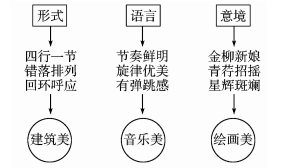 形式
语言
意境
四行一节
错落排列
回环呼应
节奏鲜明
旋律优美
有弹跳感
金柳新娘
青荇招摇
星辉斑斓
建筑美
音乐美
绘画美